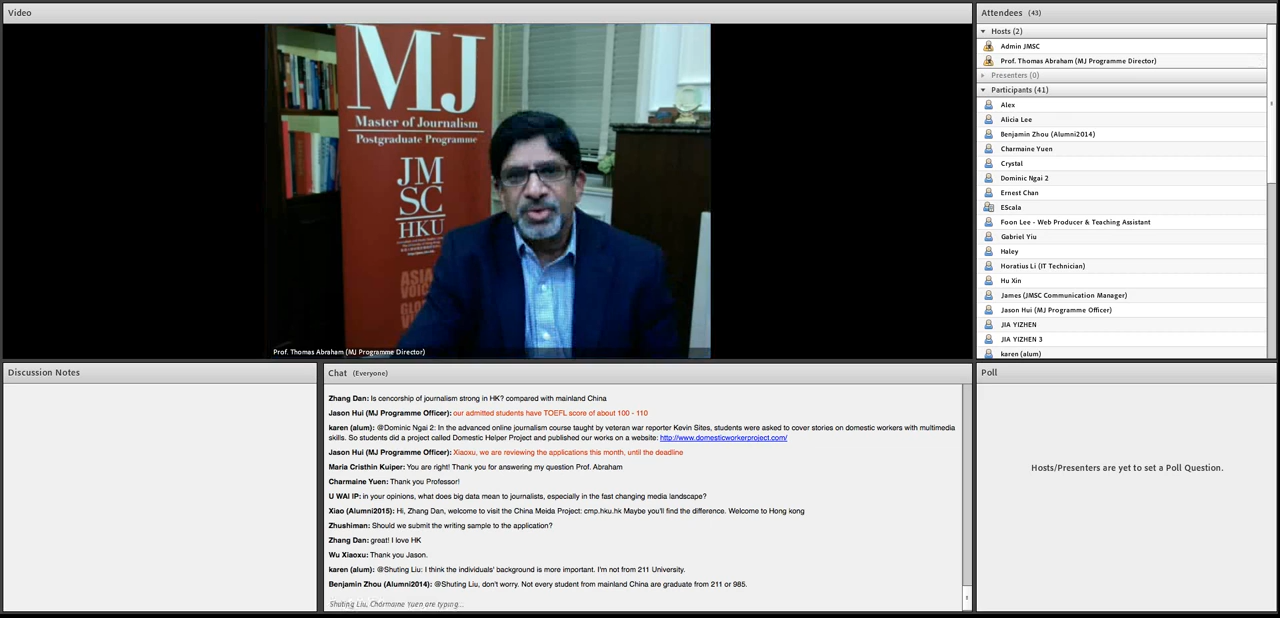 Video
MJ
Master of Journalism
Postgraduate Programme
JM
SC
HKU
ASIA
VOIC
Prof. Thomas Abraham (MJ Programme Director)
Attendees (43)
Hosts (2)
Admin JMSC
Prof. Thomas Abraham (MJ Programme Director)
Presenters (0)
Participants (41)
Alex
Alicia Lee
Benjamin Zhou (Alumni2014)
Charmaine Yuen
Crystal
Dominic Ngai 2
Ernest Chan
EScala
Foon Lee - Web Producer & Teaching Assistant
Gabriel Yiu
Haley
Horatius Li (IT Technician)
Hu Xin
James (JMSC Communication Manager)
Jason Hui (MJ Programme Officer)
JIA YIZHEN
JIA YIZHEN 3
karen (alum)
Discussion Notes
Chat (Everyone)
Zhang Dan: Is cencorship of journalism strong in HK? compared with mainland China
Jason Hui (MJ Programme Officer): our admitted students have TOEFL score of about 100 - 110
karen (alum): @Dominic Ngai 2: In the advanced online journalism course taught by veteran war reporter Kevin Sites, students were asked to cover stories on domestic workers with multimedia
skills. So students did a project called Domestic Helper Project and published our works on a website: http://www.domesticworkerproject.com/
Jason Hui (MJ Programme Officer): Xiaoxu, we are reviewing the applications this month, until the deadline
Maria Cristhin Kuiper: You are right! Thank you for answering my question Prof. Abraham
Charmaine Yuen: Thank you Professor!
U WAI IP: in your opinions, what does big data mean to journalists, especially in the fast changing media landscape?
Xiao (Alumni2015): Hi, Zhang Dan, welcome to visit the China Meida Project: cmp.hku.hk Maybe you'll find the difference. Welcome to Hong kong
Zhushiman: Should we submit the writing sample to the application?
Zhang Dan: great! I love HK
Wu Xiaoxu: Thank you Jason.
karen (alum): @Shuting Liu: I think the individuals' background is more important. I'm not from 211 University.
Benjamin Zhou (Alumni2014): @Shuting Liu, don't worry. Not every student from mainland China are graduate from 211 or 985.
Shuting Liu, Charmaine Yuen are typing...
Poll
Hosts/Presenters are yet to set a Poll Question.